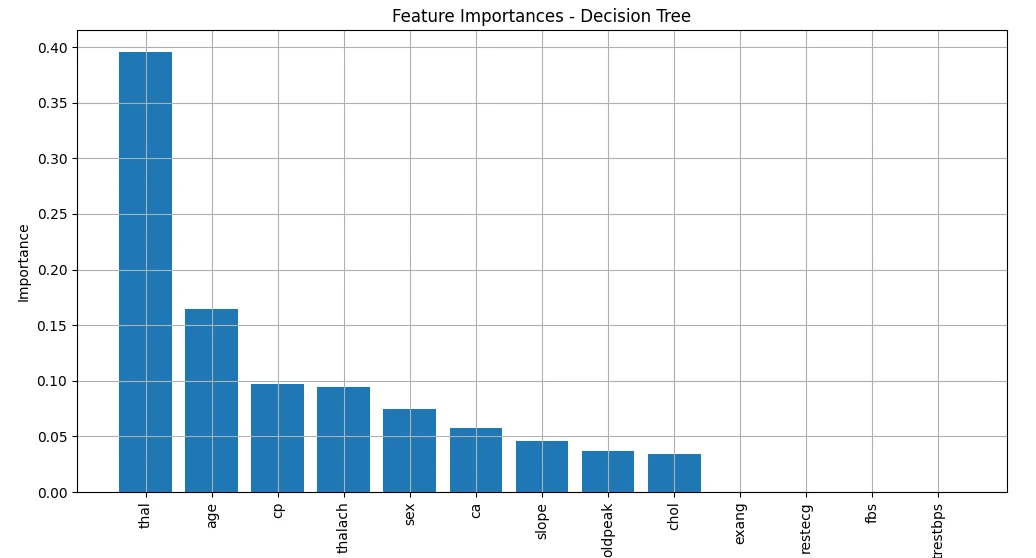 Feature Importances - Decision Tree
Importance
0.40
0.35
0.30
0.25
0.20
0.15
0.10
0.05
0.00
thal
age
cp
thalach
sex
ca
slope
oldpeak
chol
exang
restecg
fbs
trestbps